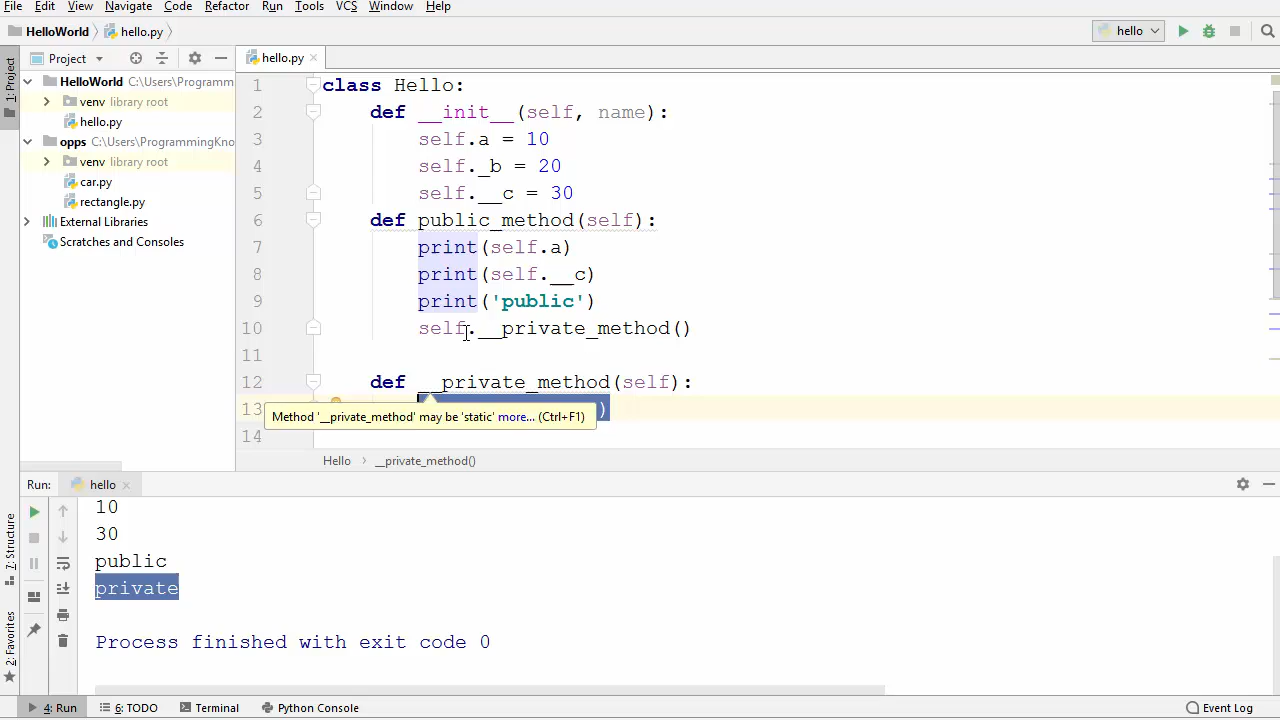 File Edit View Navigate Code Refactor Run Tools VCS Window Help
HelloWorld hello.py hello
1: Project
Project hello.py
HelloWorld C:\Users\Programm
venv library root
hello.py
opps C:\Users\ProgrammingKno
venv library root
car.py
rectangle.py
External Libraries
Scratches and Consoles
1 class Hello:
2 def __init__(self, name):
3 self.a = 10
4 self._b = 20
5 self.__c = 30
6 def public_method(self):
7 print(self.a)
8 print(self.__c)
9 print('public')
10 self.__private_method()
11
12 def __private_method(self):
13 )
Method '__private_method' may be 'static' more... (Ctrl+F1)
14
Hello __private_method()
Run: hello
10
30
public
private
Process finished with exit code 0
7: Structure
2: Favorites
4: Run 6: TODO Terminal Python Console Event Log